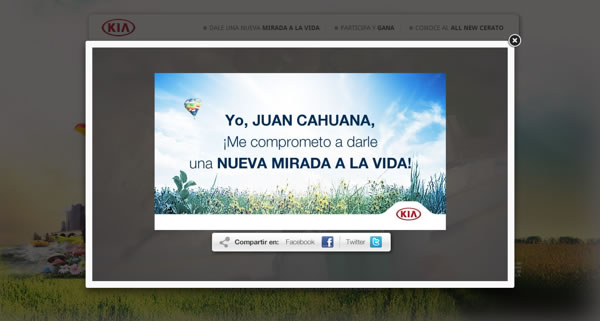 KIA
DALE UNA NUEVA MIRADA A LA VIDA
PARTICIPA Y GANA
CONOCE AL ALL NEW CERATO
Yo, JUAN CAHUANA,
¡Me comprometo a darle
una NUEVA MIRADA A LA VIDA!
KIA
Compartir en: Facebook Twitter